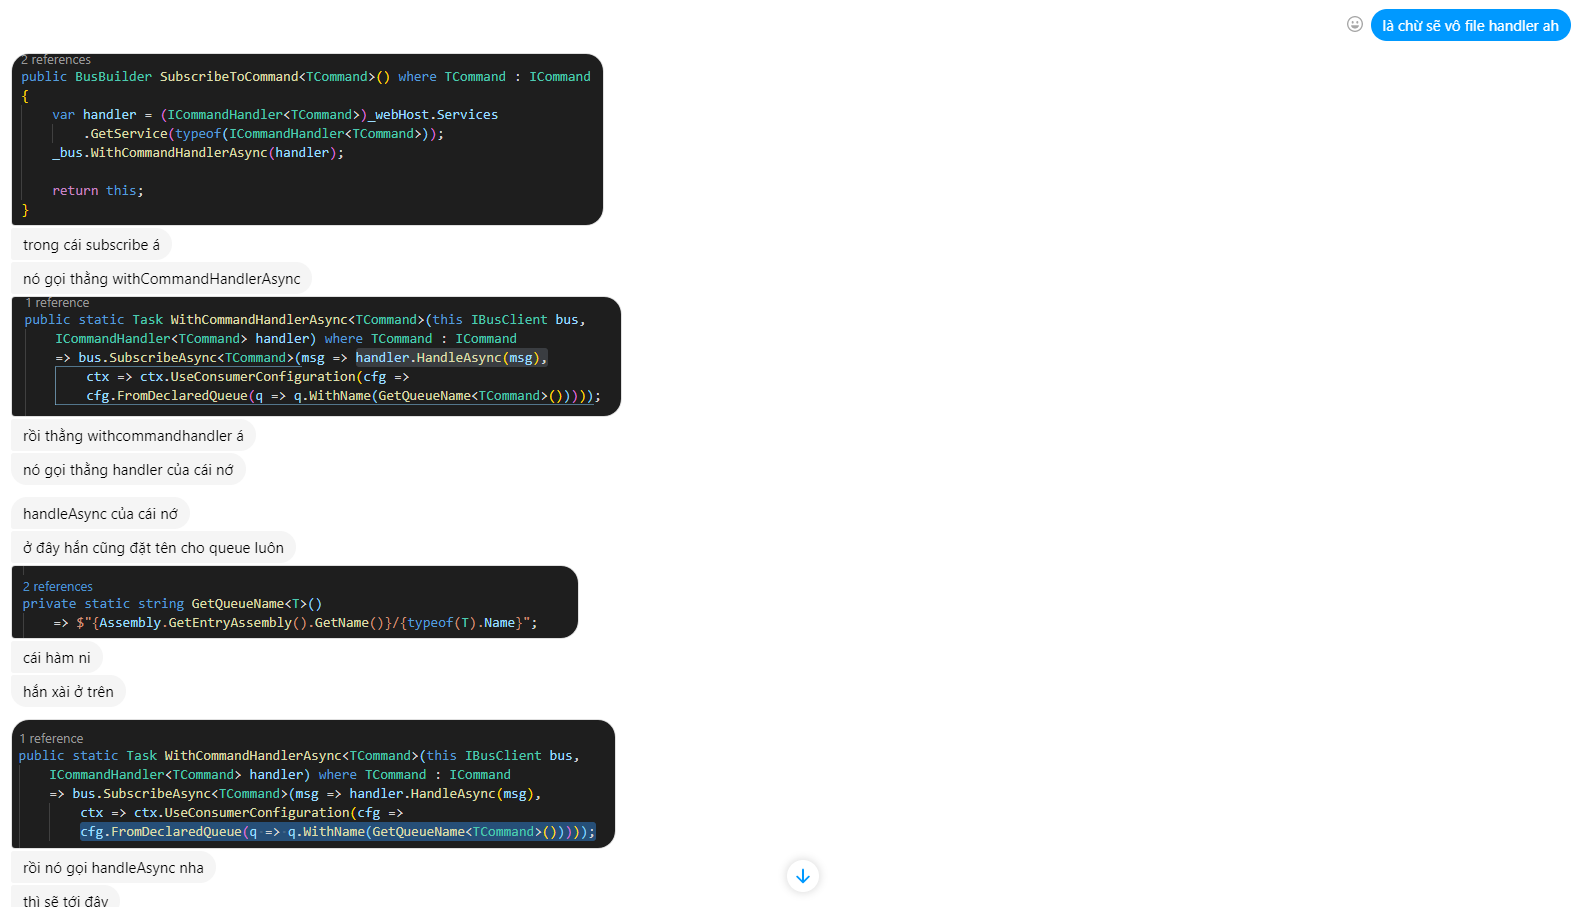 là chừ sẽ vô file handler ah
2 references
public BusBuilder SubscribeToCommand<TCommand>() where TCommand : ICommand
{
var handler = (ICommandHandler<TCommand>)_webHost.Services
.GetService(typeof(ICommandHandler<TCommand>));
_bus.WithCommandHandlerAsync(handler);
return this;
}
trong cái subscribe á
nó gọi thằng withCommandHandlerAsync
1 reference
public static Task WithCommandHandlerAsync<TCommand>(this IBusClient bus,
ICommandHandler<TCommand> handler) where TCommand : ICommand
=> bus.SubscribeAsync<TCommand>(msg => handler.HandleAsync(msg),
ctx => ctx.UseConsumerConfiguration(cfg =>
cfg.FromDeclaredQueue(q => q.WithName(GetQueueName<TCommand>()))));
rồi thằng withcommandhandler á
nó gọi thằng handler của cái nớ
handleAsync của cái nớ
ở đây hắn cũng đặt tên cho queue luôn
2 references
private static string GetQueueName<T>()
=> $"{Assembly.GetEntryAssembly().GetName()}/{typeof(T).Name}";
cái hàm ni
hắn xài ở trên
1 reference
public static Task WithCommandHandlerAsync<TCommand>(this IBusClient bus,
ICommandHandler<TCommand> handler) where TCommand : ICommand
=> bus.SubscribeAsync<TCommand>(msg => handler.HandleAsync(msg),
ctx => ctx.UseConsumerConfiguration(cfg =>
cfg.FromDeclaredQueue(q => q.WithName(GetQueueName<TCommand>()))));
rồi nó gọi handleAsync nha
thì sẽ tới đây